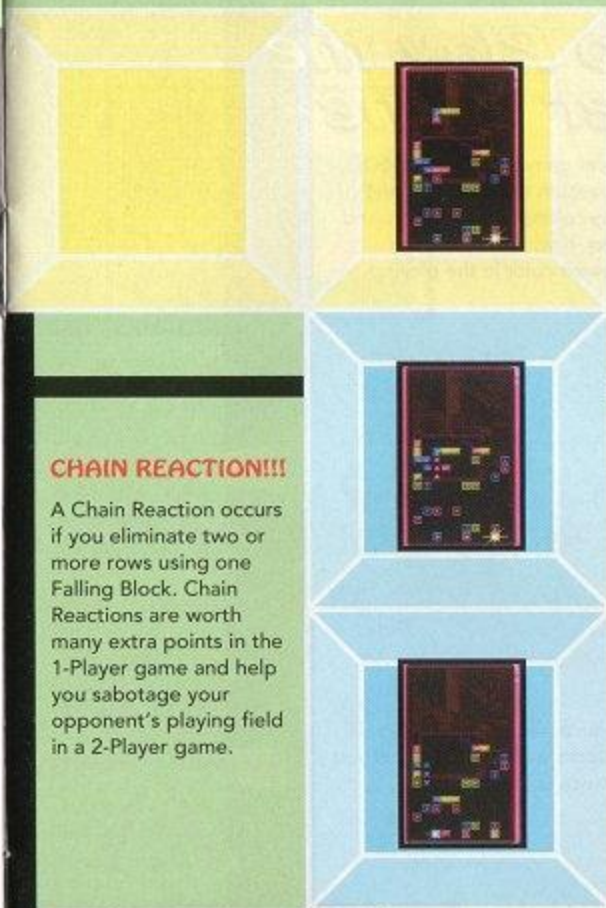 CHAIN REACTION!!!
A Chain Reaction occurs
if you eliminate two or
more rows using one
Falling Block. Chain
Reactions are worth
many extra points in the
1-Player game and help
you sabotage your
opponent's playing field
in a 2-Player game.